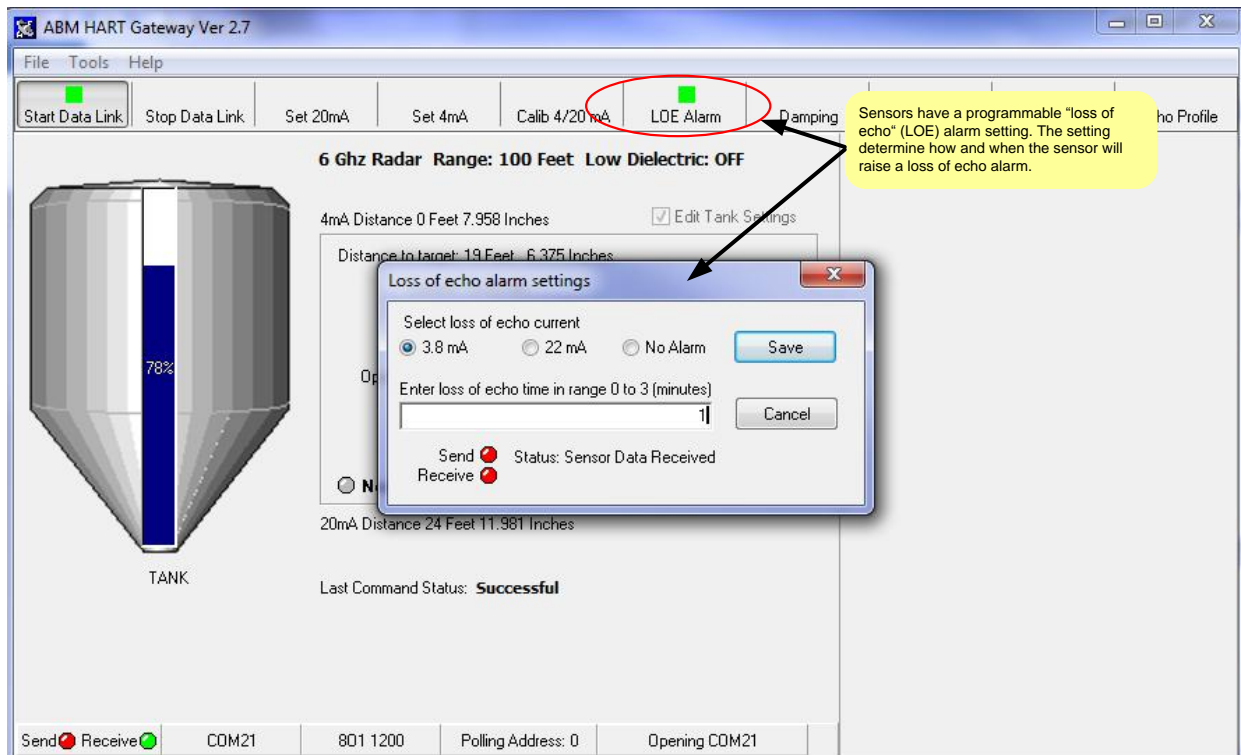 ABM HART Gateway Ver 2.7
File Tools Help
Start Data Link Stop Data Link Set 20mA Set 4mA Calib 4/20 mA LOE Alarm Damping ho Profile
Sensors have a programmable “loss of
echo“ (LOE) alarm setting. The setting
determine how and when the sensor will
raise a loss of echo alarm.
6 Ghz Radar Range: 100 Feet Low Dielectric: OFF
4mA Distance 0 Feet 7.958 Inches Edit Tank Settings
Distance to target: 19 Feet 6.375 Inches
Loss of echo alarm settings
Select loss of echo current
3.8 mA 22 mA No Alarm Save
Enter loss of echo time in range 0 to 3 (minutes)
1 Cancel
Send Status: Sensor Data Received
Receive
78%
20mA Distance 24 Feet 11.981 Inches
TANK
Last Command Status: Successful
Send Receive COM21 8O1 1200 Polling Address: 0 Opening COM21